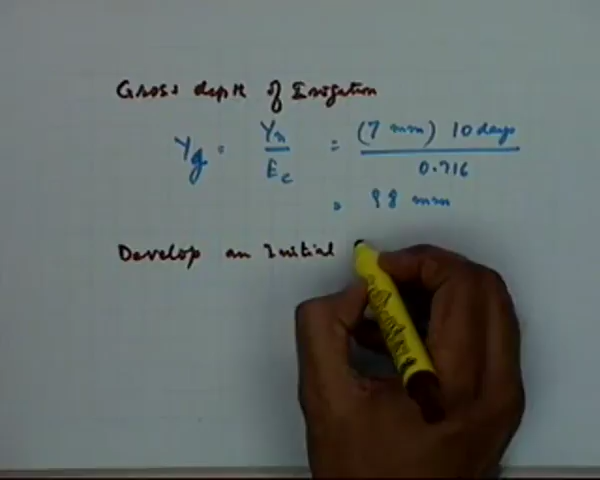 Gross depth of Irrigation
Yg = Yn / Ec = (7 mm) 10 days / 0.716
= 98 mm
Develop an Initial